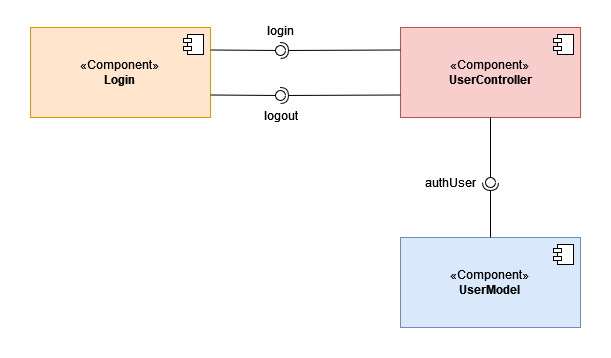 login
«Component»
Login
«Component»
UserController
logout
authUser
«Component»
UserModel